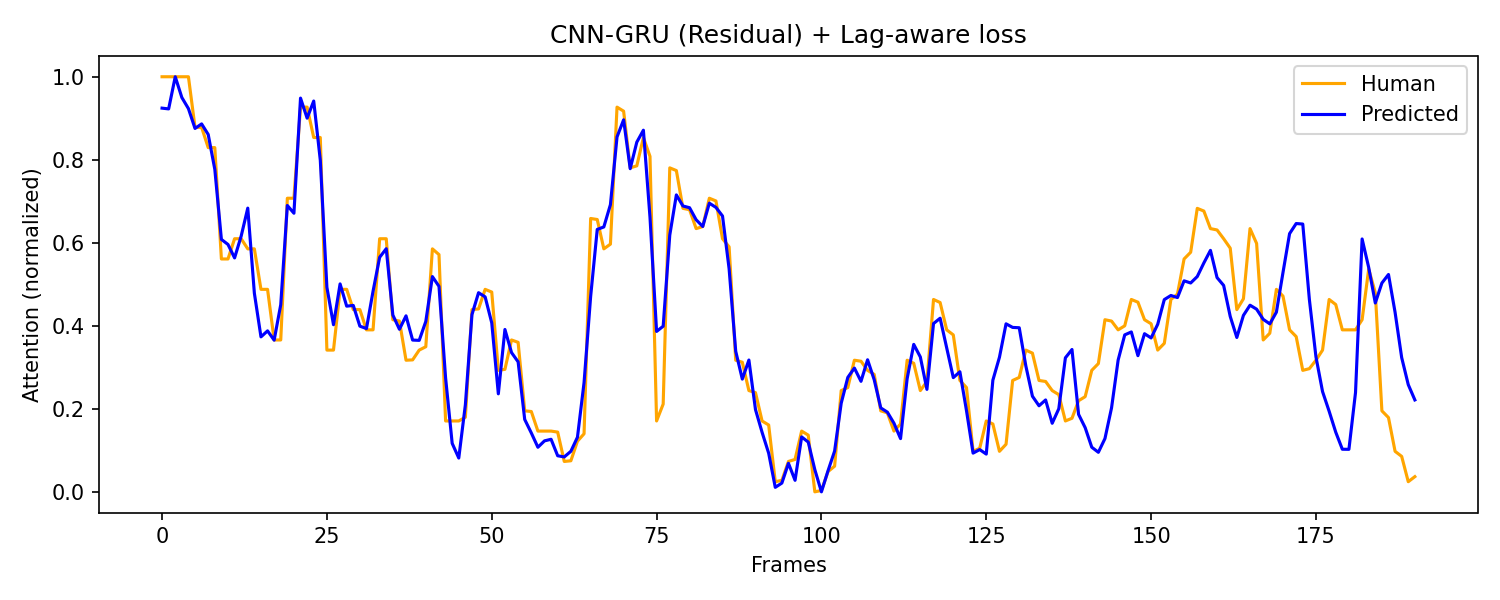 CNN-GRU (Residual) + Lag-aware loss
Human
Predicted
Attention (normalized)
1.0
0.8
0.6
0.4
0.2
0.0
0 25 50 75 100 125 150 175
Frames